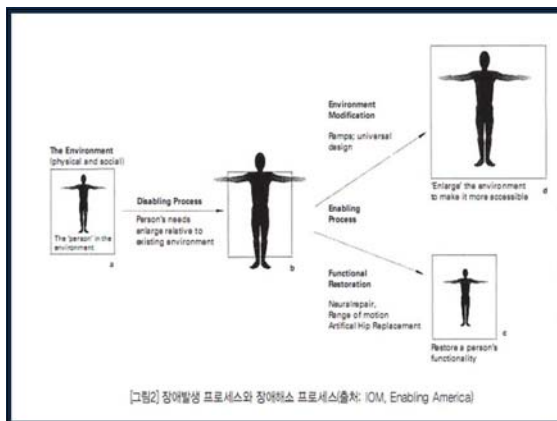 The Environment
(physical and social)
The 'person' in the
environment
a
Disabling Process
Person's needs
enlarge relative to
existing environment
b
Environment
Modification
Ramps; universal
design
Enabling
Process
Functional
Restoration
Neuralrepair,
Range of motion
Artifical Hip Replacement
'Enlarge' the environment
to make it more accessible
d
Restore a person's
functionality
c
[그림2] 장애발생 프로세스와 장애해소 프로세스(출처: IOM, Enabling America)